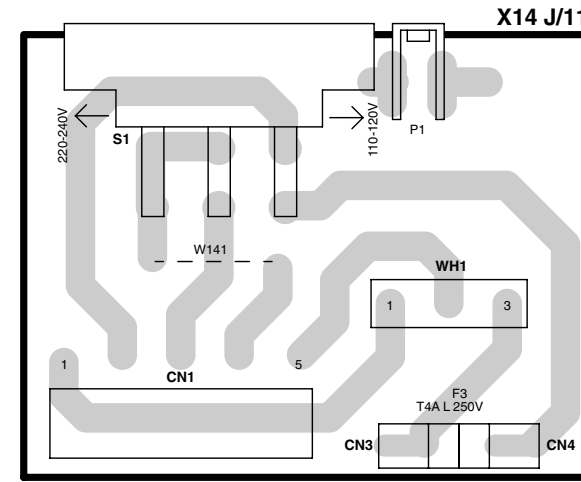 X14 J/11
220-240V
S1
110-120V
P1
W141
WH1
1
3
1
5
CN1
F3
T4A L 250V
CN3
CN4